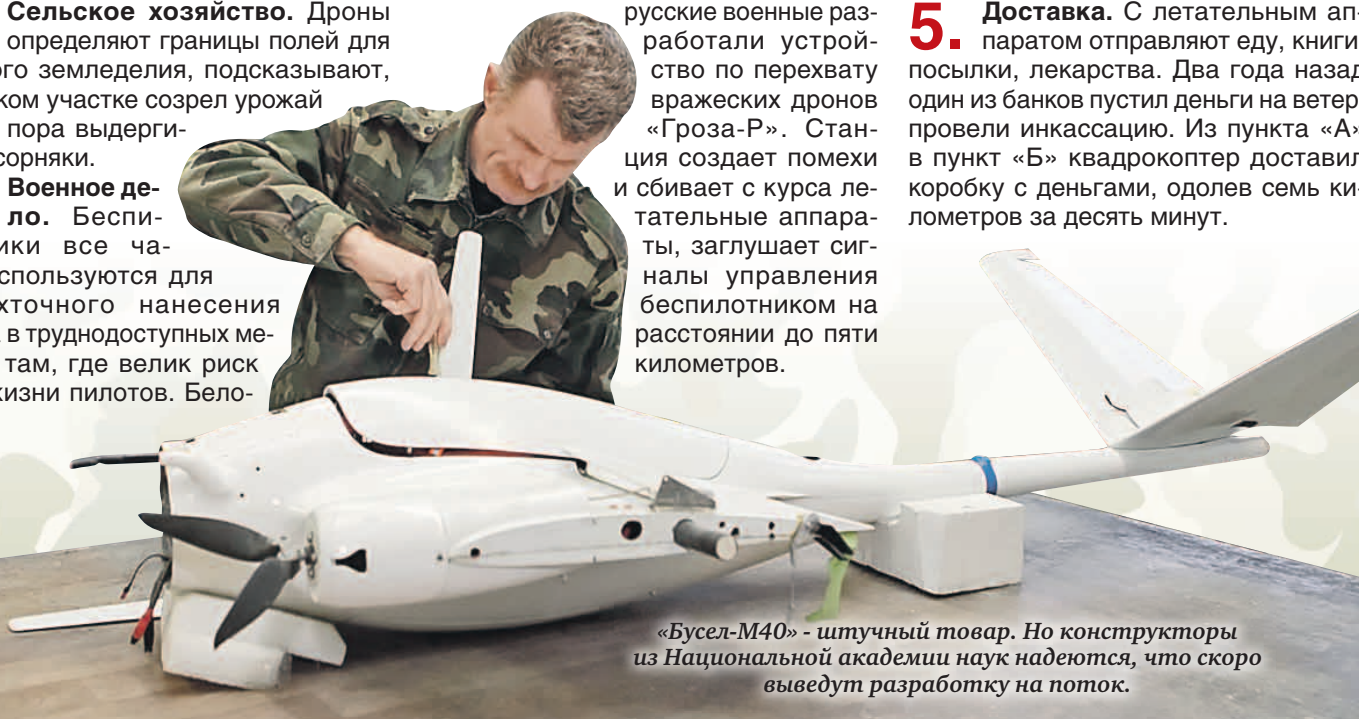 Сельское хозяйство. Дроны
определяют границы полей для
ого земледелия, подсказывают,
ком участке созрел урожай
пора выдерги-
сорняки.
Военное де-
ло. Беспи-
ики все ча-
спользуются для
хточного нанесения
в труднодоступных ме-
там, где велик риск
жизни пилотов. Бело-
русские военные раз-
работали устрой-
ство по перехвату
вражеских дронов
«Гроза-Р». Стан-
ция создает помехи
и сбивает с курса ле-
тательные аппара-
ты, заглушает сиг-
налы управления
беспилотником на
расстоянии до пяти
километров.
5. Доставка. С летательным ап-
паратом отправляют еду, книги
посылки, лекарства. Два года назад
один из банков пустил деньги на ветер
провели инкассацию. Из пункта «А»
в пункт «Б» квадрокоптер доставил
коробку с деньгами, одолев семь ки-
лометров за десять минут.
«Бусел-М40» - штучный товар. Но конструкторы
из Национальной академии наук надеются, что скоро
выведут разработку на поток.